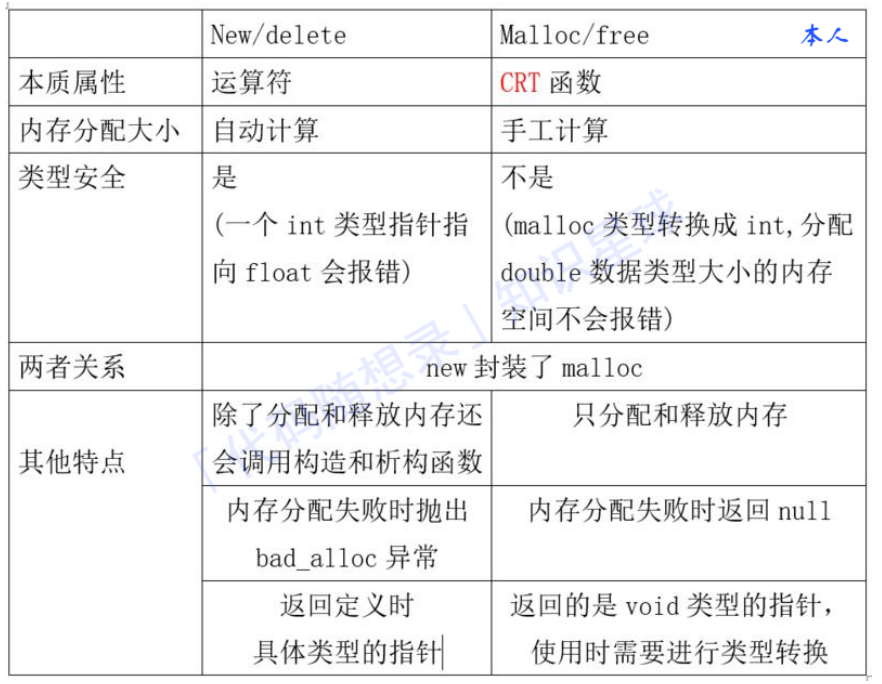 New/delete
Malloc/free
本人
本质属性
运算符
CRT 函数
内存分配大小
自动计算
手工计算
类型安全
是
(一个 int 类型指针指
向 float 会报错)
不是
(malloc 类型转换成 int,分配
double 数据类型大小的内存
空间不会报错)
两者关系
new 封装了 malloc
其他特点
除了分配和释放内存还
会调用构造和析构函数
只分配和释放内存
内存分配失败时抛出
bad_alloc 异常
内存分配失败时返回 null
返回定义时
具体类型的指针
返回的是 void 类型的指针，
使用时需要进行类型转换
「代码随想录」知识星球